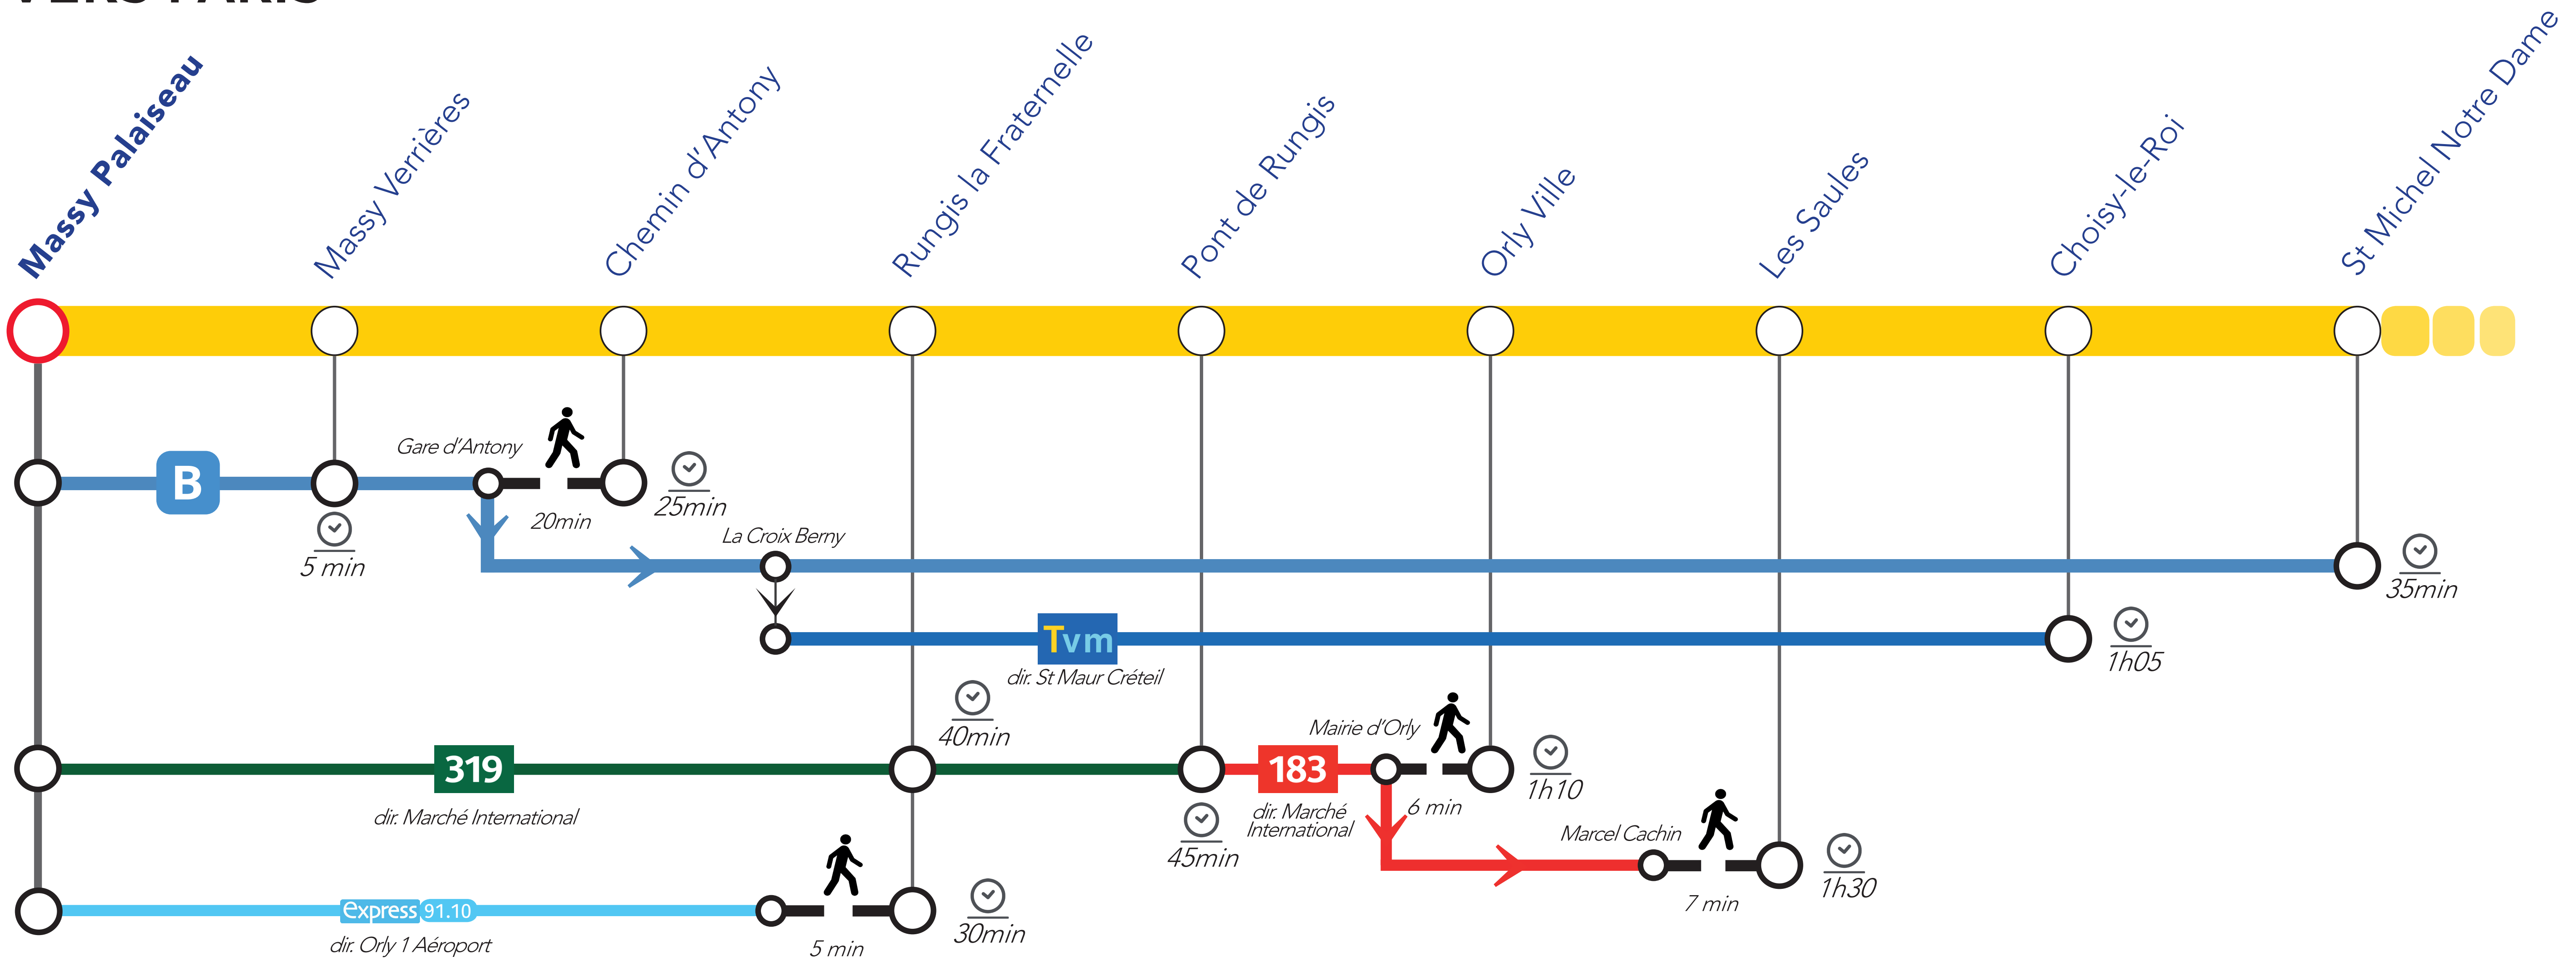 VERS PARIS
Massy Palaiseau
Massy Verrières
Chemin d'Antony
Rungis la Fraternelle
Pont de Rungis
Orly Ville
Les Saules
Choisy-le-Roi
St Michel Notre Dame
Gare d'Antony
B
20min
25min
5 min
La Croix Berny
35min
Tvm
dir. St Maur Créteil
1h05
40min
319
dir. Marché International
Mairie d'Orly
183
dir. Marché
International
6 min
1h10
45min
Marcel Cachin
7 min
1h30
express 91.10
dir. Orly 1 Aéroport
5 min
30min